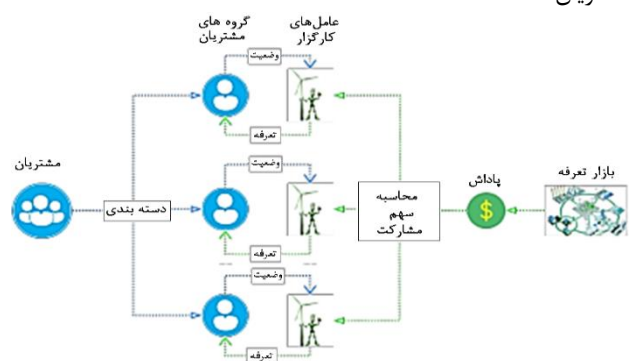 گروه های
مشتریان
عامل‌های
کارگزار
وضعیت
تعرفه
مشتریان
دسته بندی
وضعیت
تعرفه
محاسبه
سهم
مشارکت
پاداش
$
بازار تعرفه
وضعیت
تعرفه